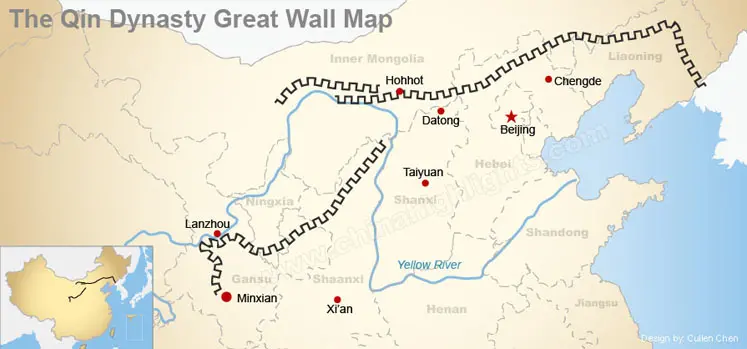 The Qin Dynasty Great Wall Map
Inner Mongolia
Liaoning
Hohhot
Chengde
Datong
Beijing
Hebei
Taiyuan
Shanxi
Ningxia
www.chinahighlights.com
Lanzhou
Shandong
Yellow River
Gansu
Shaanxi
Minxian
Xi'an
Henan
Jiangsu
Design by: Cullen Chen